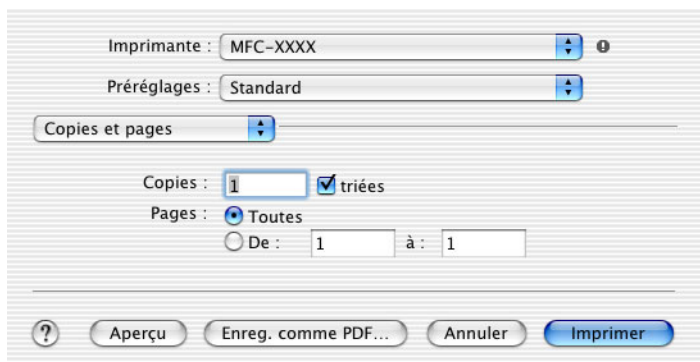 Imprimante : MFC-XXXX
Préréglages : Standard
Copies et pages
Copies : 1 triées
Pages : Toutes
De : 1 à : 1
? Aperçu Enreg. comme PDF... Annuler Imprimer